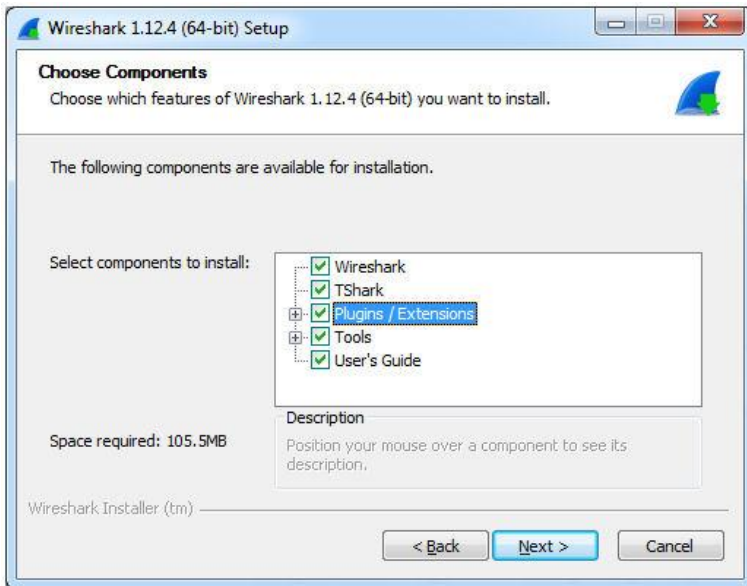 Wireshark 1.12.4 (64-bit) Setup
Choose Components
Choose which features of Wireshark 1.12.4 (64-bit) you want to install.
The following components are available for installation.
Select components to install:
Wireshark
TShark
Plugins / Extensions
Tools
User's Guide
Space required: 105.5MB
Description
Position your mouse over a component to see its
description.
Wireshark Installer (tm)
< Back
Next >
Cancel